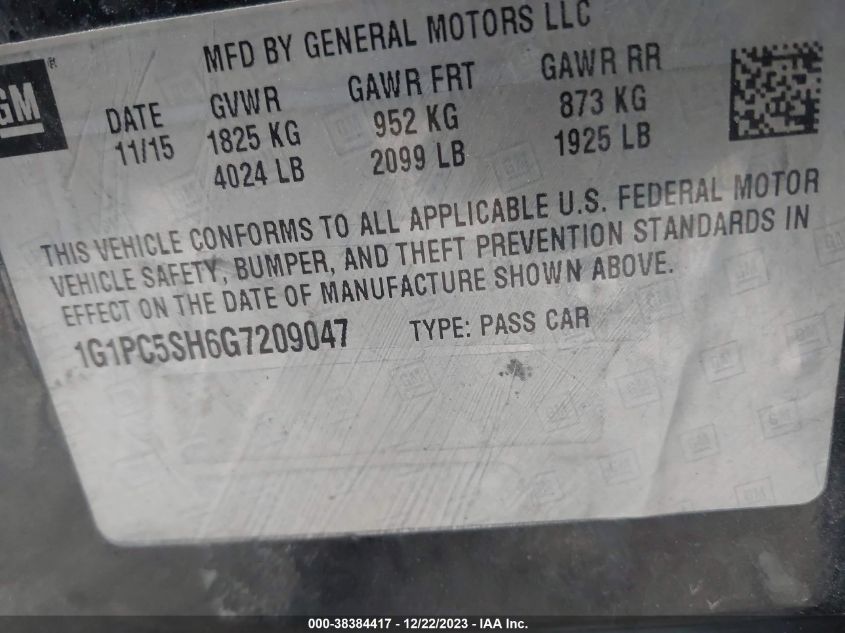 MFD BY GENERAL MOTORS LLC
GM ®
DATE GVWR GAWR FRT GAWR RR
11/15 1825 KG 952 KG 873 KG
4024 LB 2099 LB 1925 LB
THIS VEHICLE CONFORMS TO ALL APPLICABLE U.S. FEDERAL MOTOR
VEHICLE SAFETY, BUMPER, AND THEFT PREVENTION STANDARDS IN
EFFECT ON THE DATE OF MANUFACTURE SHOWN ABOVE.
1G1PC5SH6G7209047 TYPE: PASS CAR
000-38384417 - 12/22/2023 - IAA Inc.